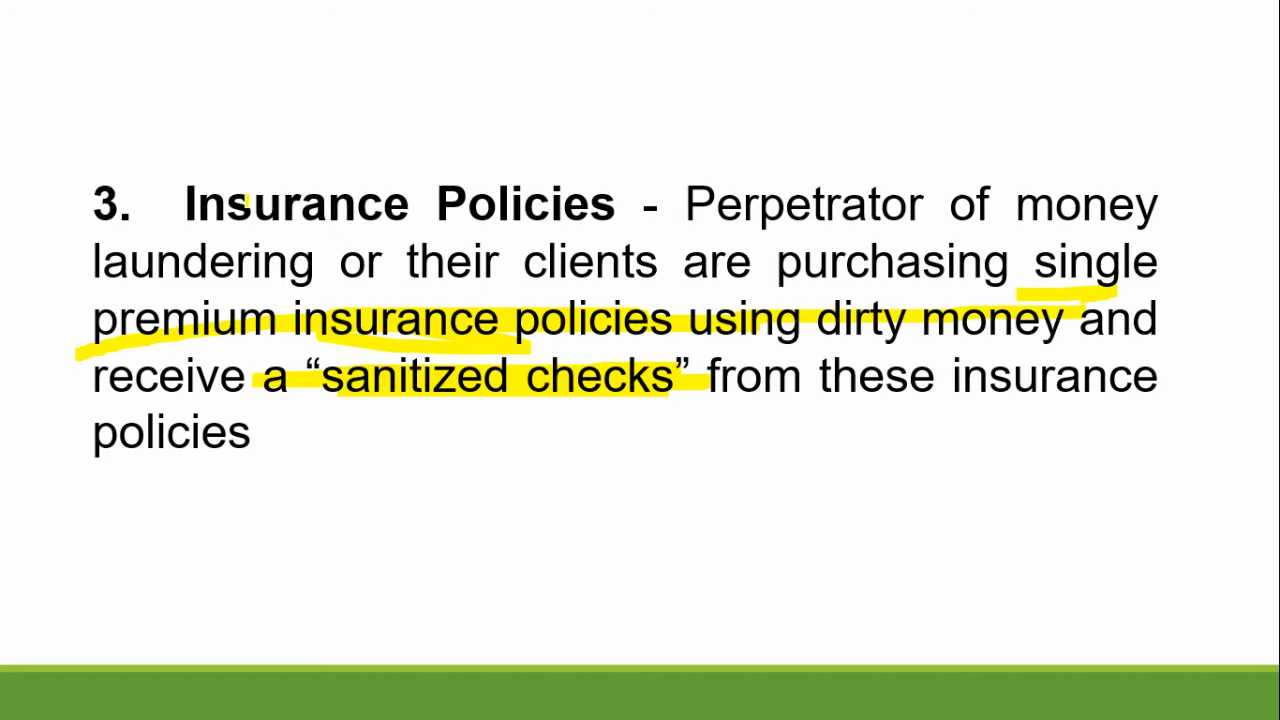 3. Insurance Policies - Perpetrator of money
laundering or their clients are purchasing single
premium insurance policies using dirty money and
receive a “sanitized checks” from these insurance
policies